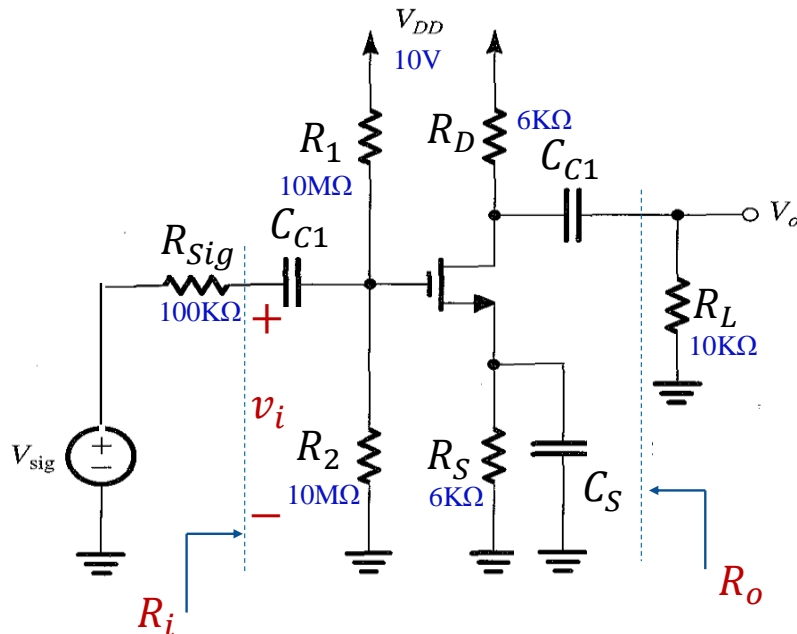 V_DD
10V
R_1
10MΩ
R_D
6KΩ
C_C1
V_o
R_Sig
100KΩ
C_C1
+
R_L
10KΩ
v_i
V_sig
+
−
R_2
10MΩ
R_S
6KΩ
C_S
−
R_i
R_o